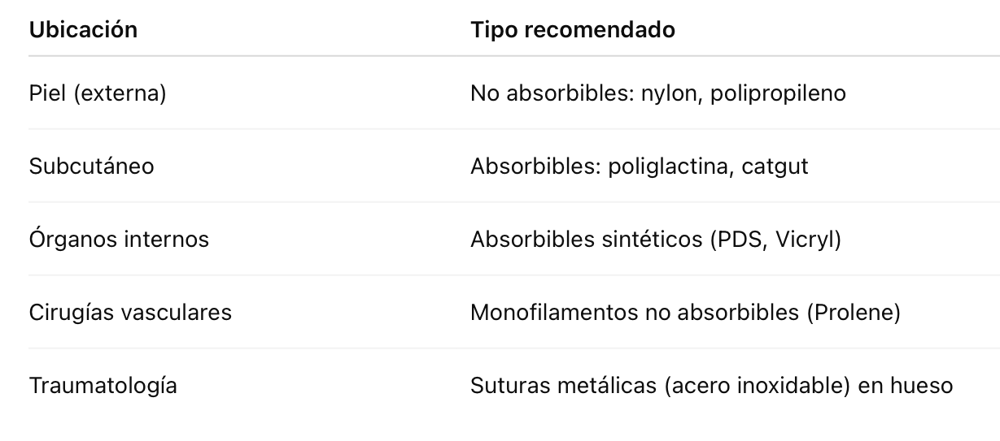 Ubicación Tipo recomendado
Piel (externa) No absorbibles: nylon, polipropileno
Subcutáneo Absorbibles: poliglactina, catgut
Órganos internos Absorbibles sintéticos (PDS, Vicryl)
Cirugías vasculares Monofilamentos no absorbibles (Prolene)
Traumatología Suturas metálicas (acero inoxidable) en hueso